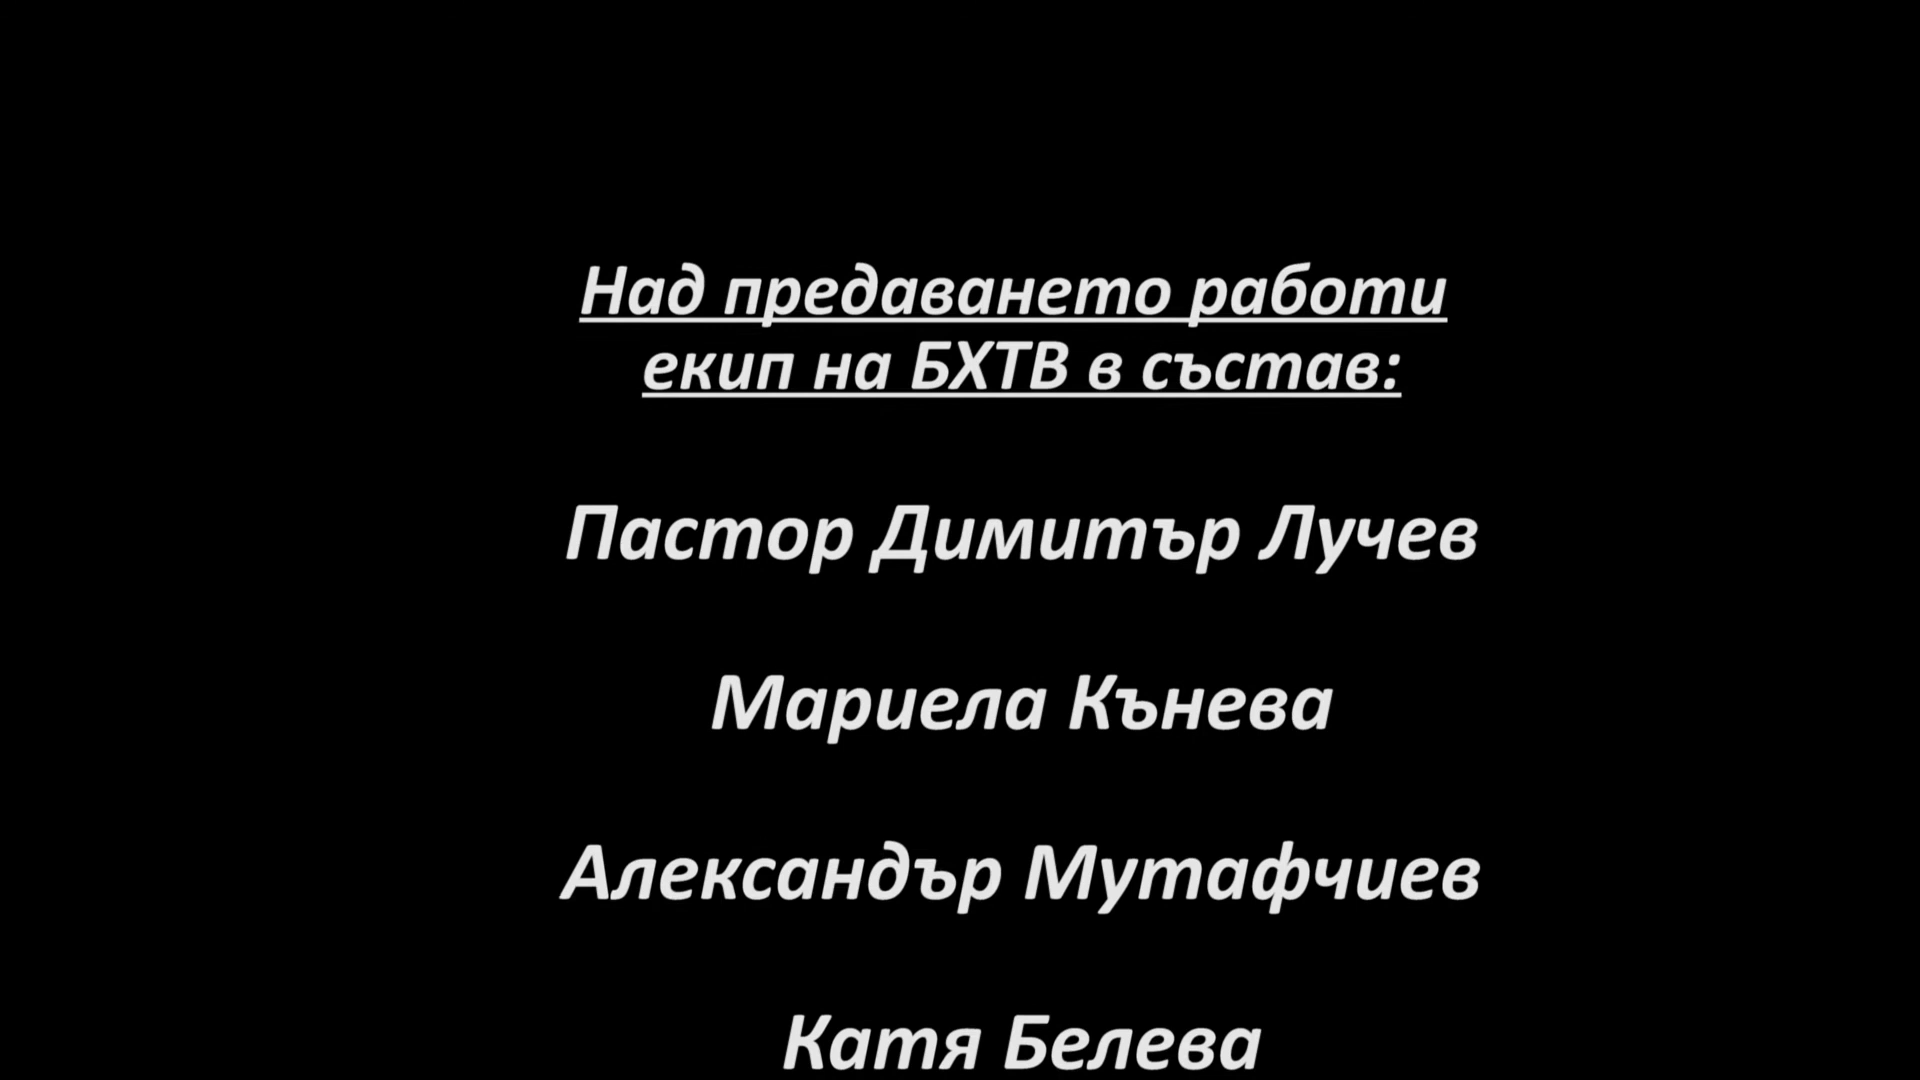 Над предаването работи
екип на БХТВ в състав:
Пастор Димитър Лучев
Мариела Кънева
Александър Мутафчиев
Катя Белева